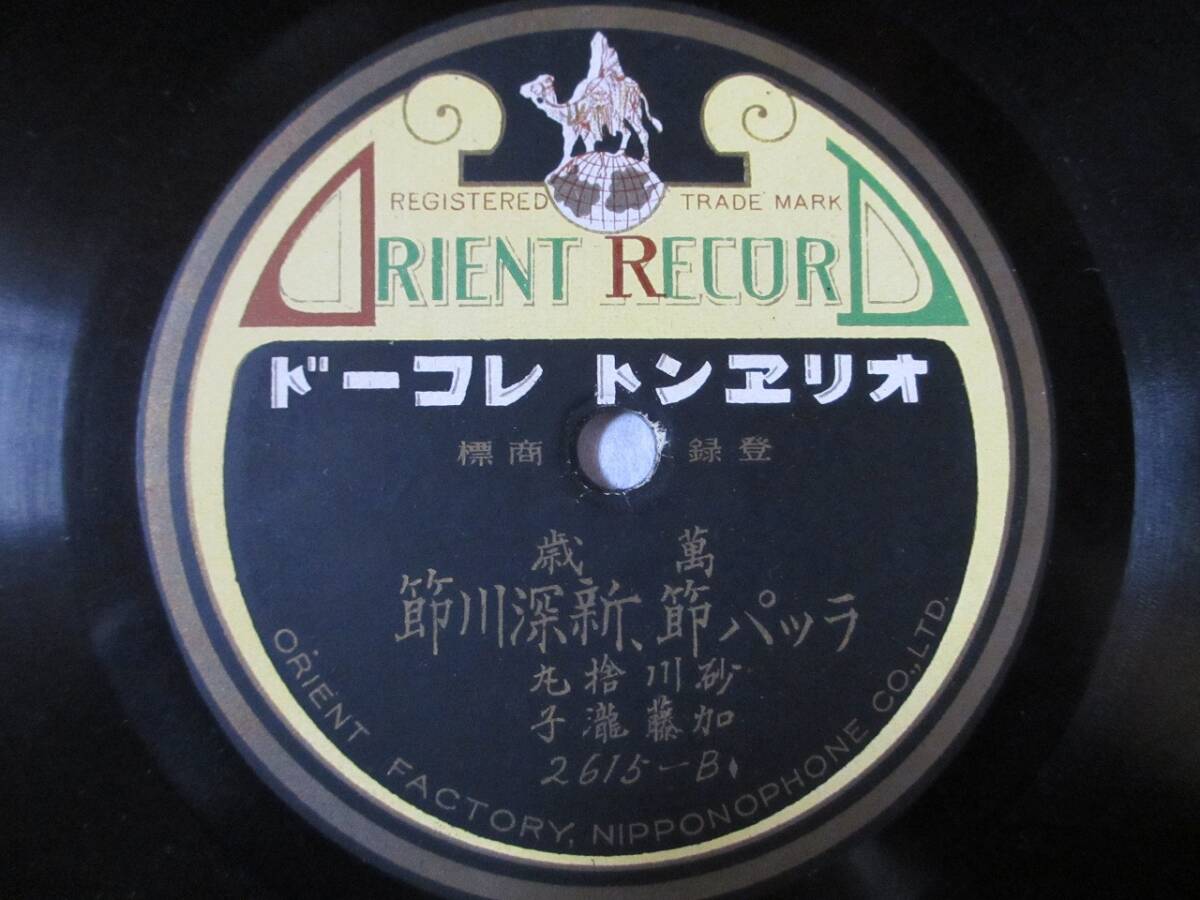 REGISTERED TRADE MARK
ORIENT RECORD
オリヱントレコード
登録商標
萬歳
ラッパ節、新深川節
砂川捨丸
加藤瀧子
2615-B
ORIENT FACTORY, NIPPONOPHONE CO., LTD.